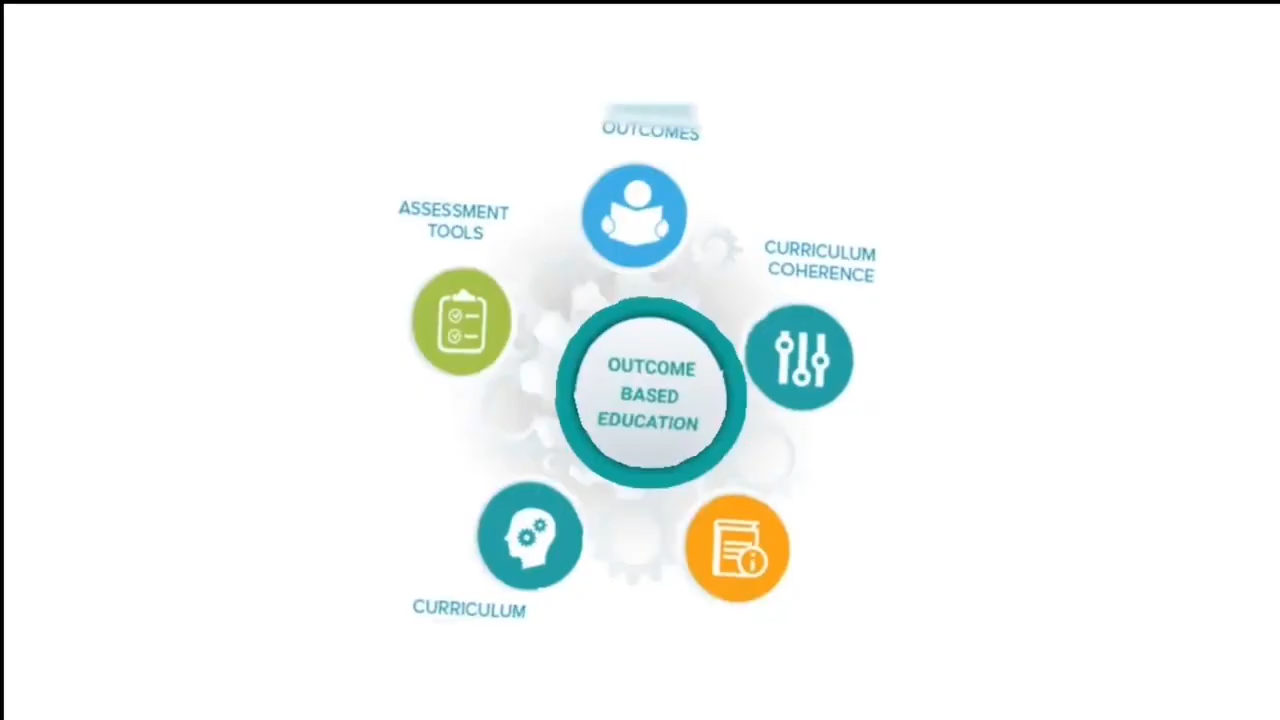 OUTCOMES
ASSESSMENT
TOOLS
CURRICULUM
COHERENCE
OUTCOME
BASED
EDUCATION
CURRICULUM